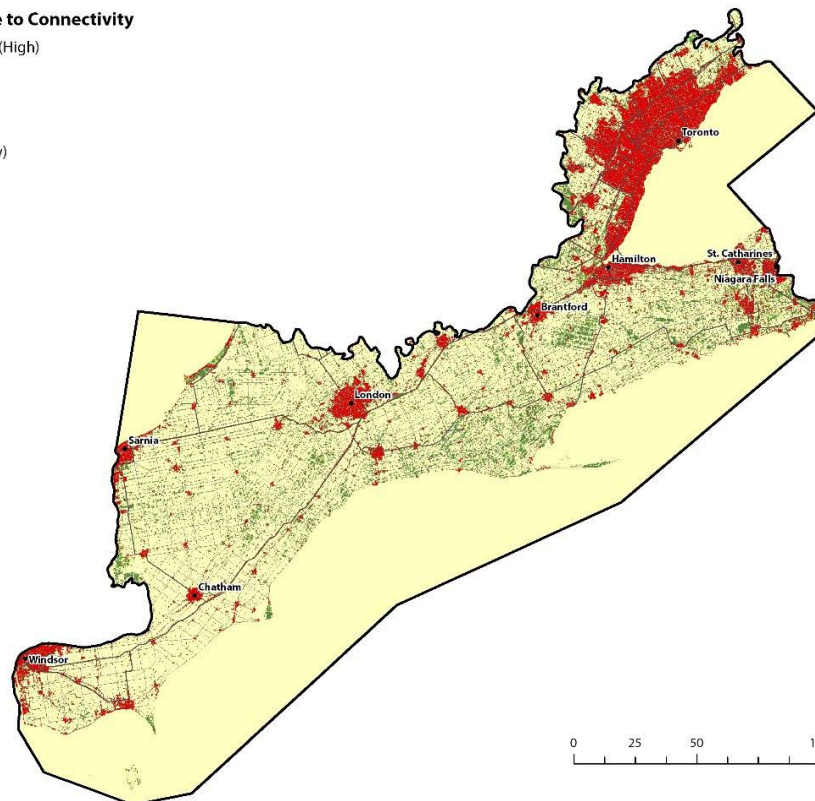 e to Connectivity
(High)
)
Toronto
St. Catharines
Hamilton
Niagara Falls
Brantford
London
Sarnia
Chatham
Windsor
0 25 50 1